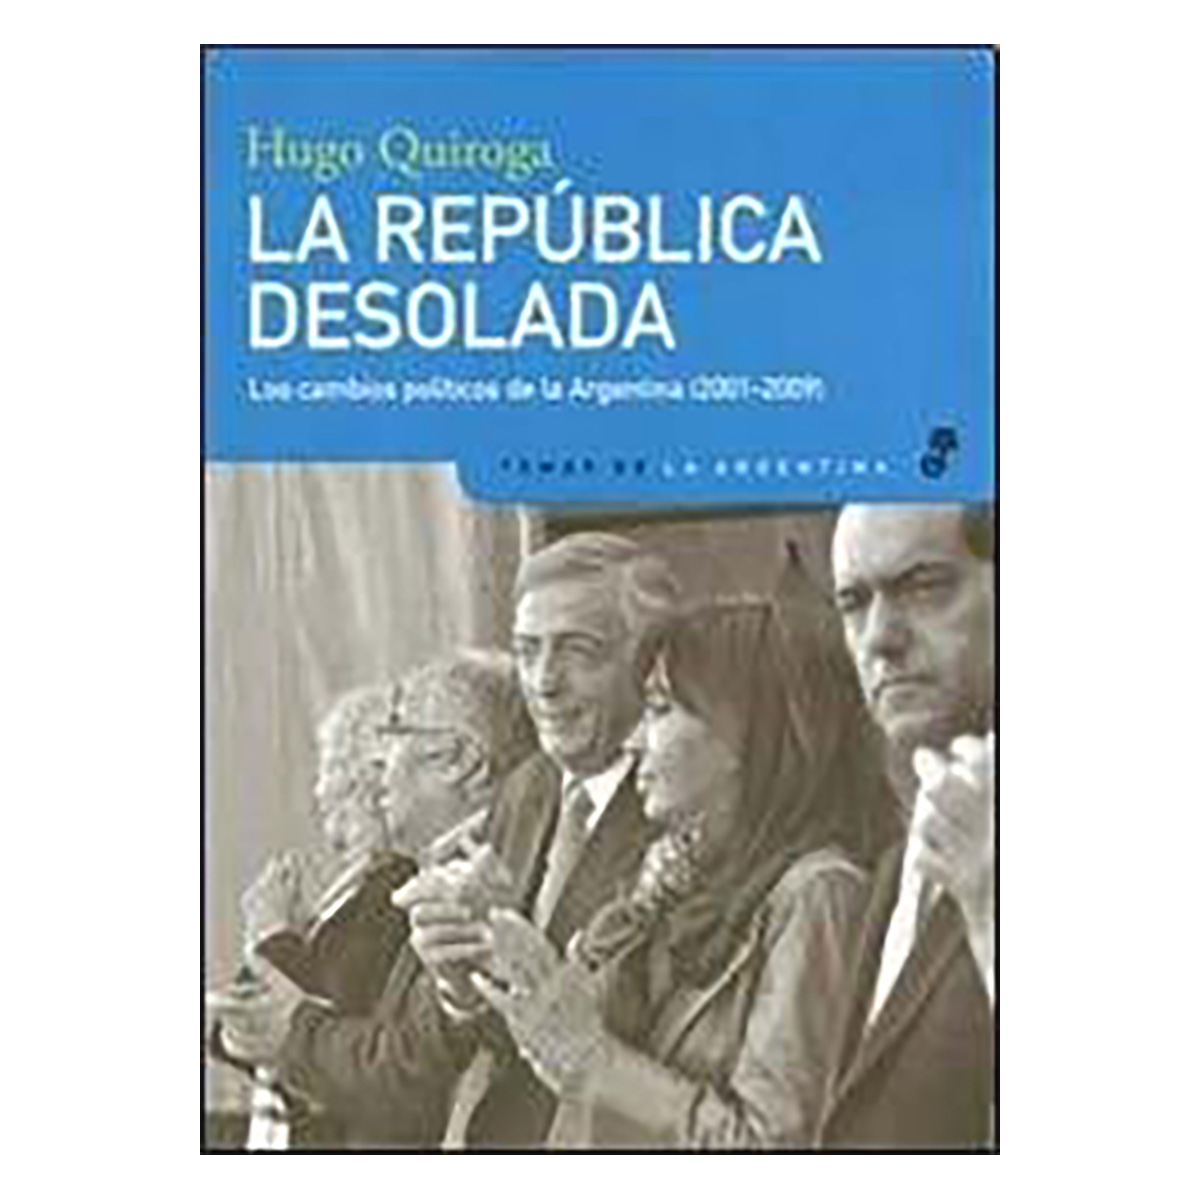 Hugo Quiroga
LA REPÚBLICA
DESOLADA
Los cambios políticos de la Argentina (2001-2009)
TEMAS DE LA ARGENTINA